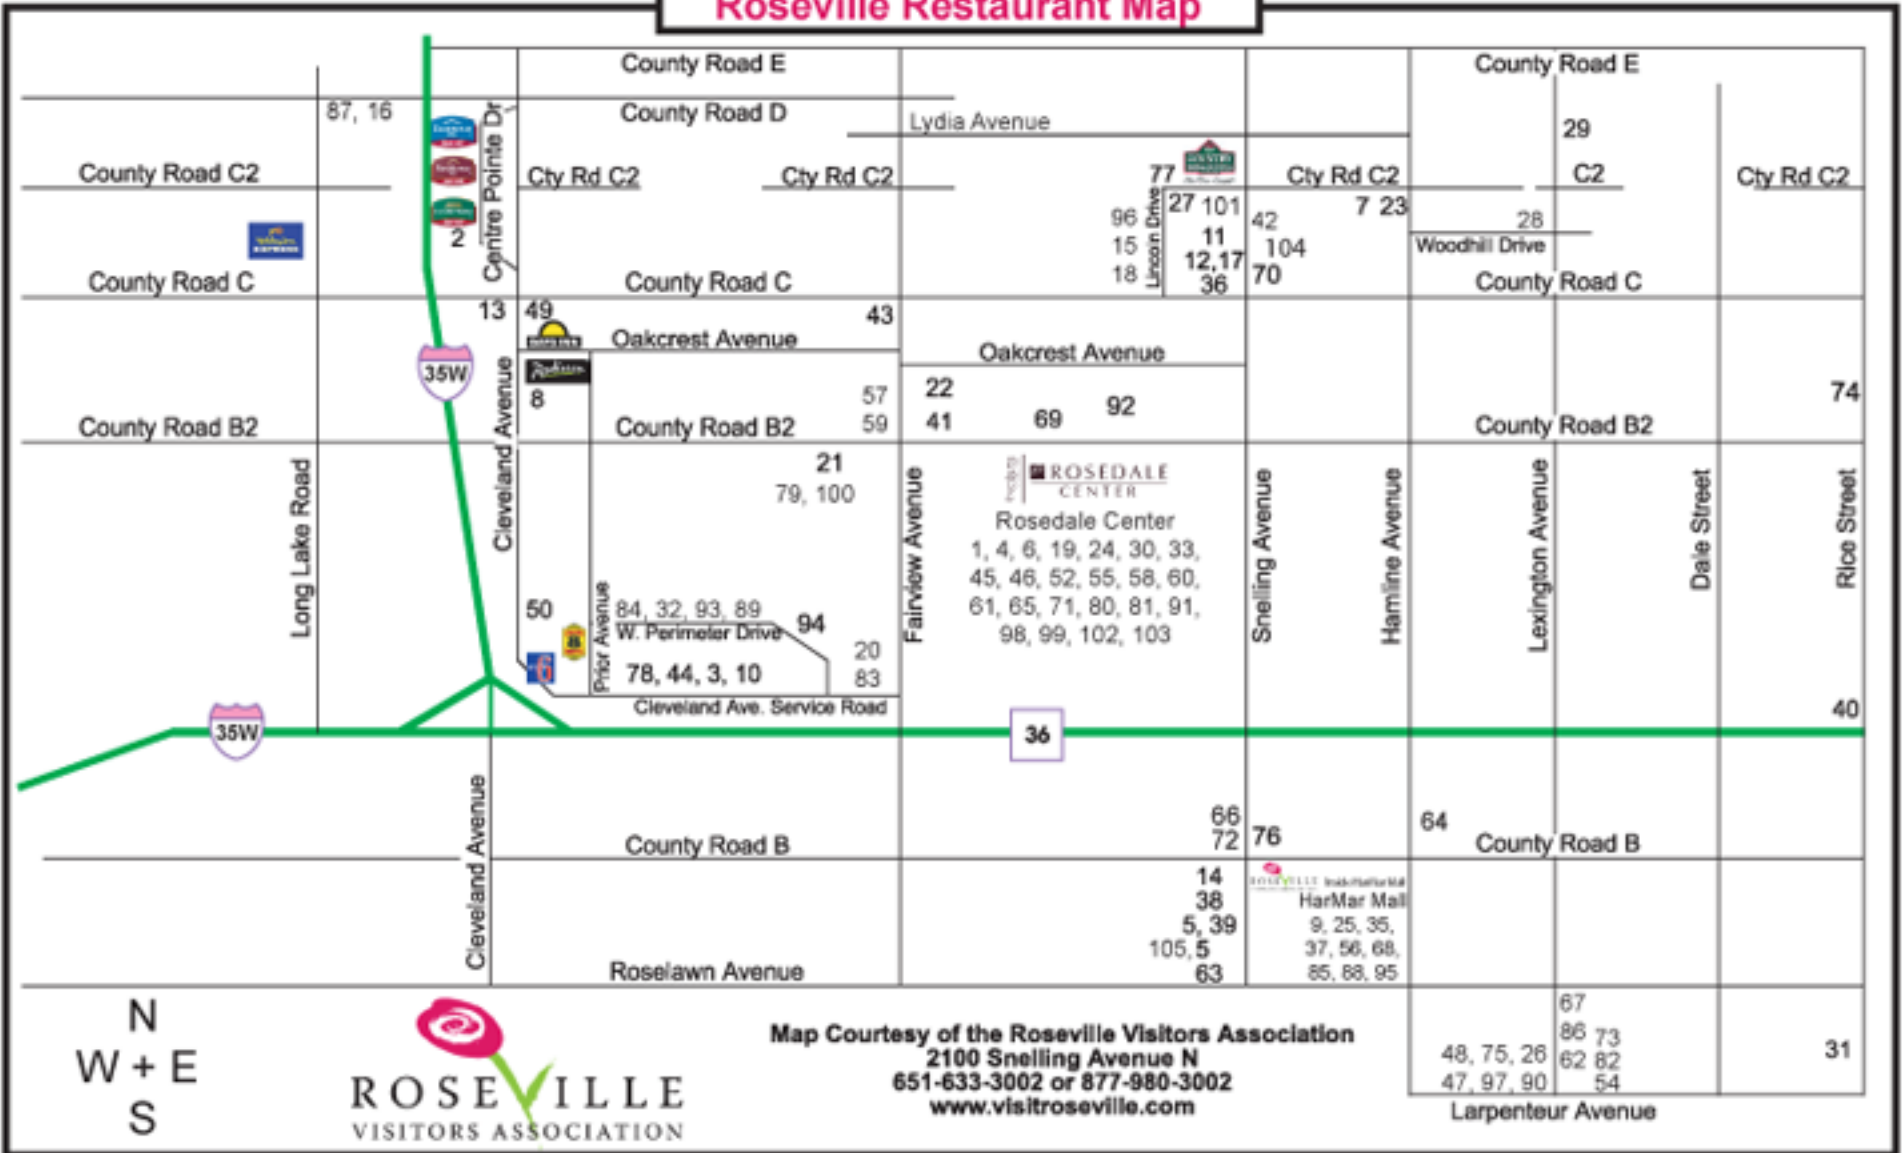 Roseville Restaurant Map
County Road E
County Road E
87, 16
County Road D
Lydia Avenue
29
County Road C2
Centre Pointe Dr
Cty Rd C2
Cty Rd C2
77
Cty Rd C2
C2
Cty Rd C2
2
96
15
18
Lincoln Drive
27 101
11
12,17
36
42
104
70
7 23
28
Woodhill Drive
County Road C
County Road C
County Road C
13
49
43
Oakcrest Avenue
Oakcrest Avenue
35W
8
57
59
22
41
69
92
74
County Road B2
County Road B2
County Road B2
Long Lake Road
Cleveland Avenue
21
79, 100
Fairview Avenue
ROSEDALE
CENTER
Rosedale Center
1, 4, 6, 19, 24, 30, 33,
45, 46, 52, 55, 58, 60,
61, 65, 71, 80, 81, 91,
98, 99, 102, 103
Snelling Avenue
Hamline Avenue
Lexington Avenue
Dale Street
Rice Street
50
8
6
Prior Avenue
84, 32, 93, 89
W. Perimeter Drive
94
78, 44, 3, 10
20
83
Cleveland Ave. Service Road
40
35W
36
Cleveland Avenue
66
72
76
64
County Road B
County Road B
14
38
5, 39
105, 5
63
ROSEVILLE
HarMar Mall
9, 25, 35,
37, 56, 68,
85, 88, 95
Roselawn Avenue
N
W + E
S
ROSEVILLE
VISITORS ASSOCIATION
Map Courtesy of the Roseville Visitors Association
2100 Snelling Avenue N
651-633-3002 or 877-980-3002
www.visitroseville.com
48, 75, 26
47, 97, 90
67
86 73
62 82
54
31
Larpenteur Avenue